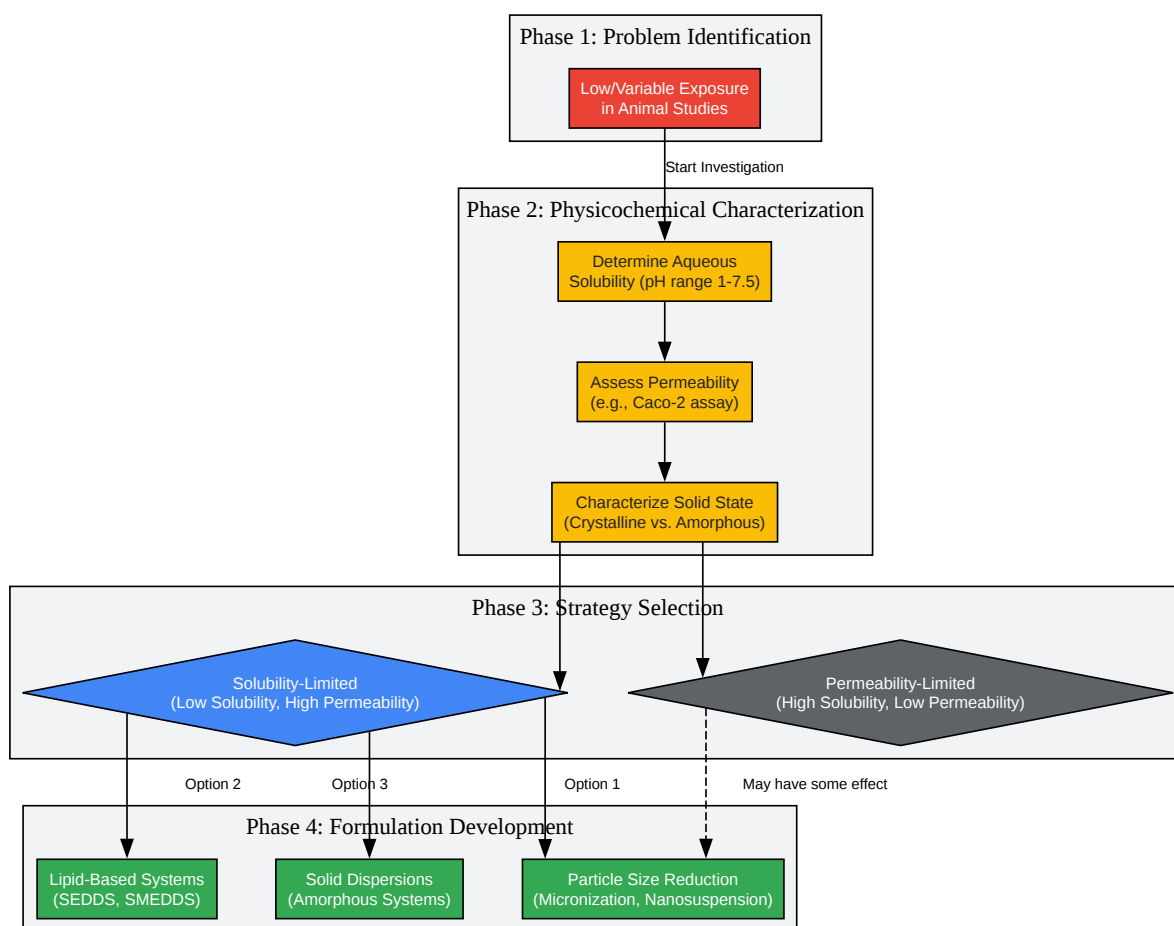 Phase 1: Problem Identification
Low/Variable Exposure
in Animal Studies
Start Investigation
Phase 2: Physicochemical Characterization
Determine Aqueous
Solubility (pH range 1-7.5)
Assess Permeability
(e.g., Caco-2 assay)
Characterize Solid State
(Crystalline vs. Amorphous)
Phase 3: Strategy Selection
Solubility-Limited
(Low Solubility, High Permeability)
Permeability-Limited
(High Solubility, Low Permeability)
Option 2
Option 3
Option 1
May have some effect
Phase 4: Formulation Development
Lipid-Based Systems
(SEDDS, SMEDDS)
Solid Dispersions
(Amorphous Systems)
Particle Size Reduction
(Micronization, Nanosuspension)